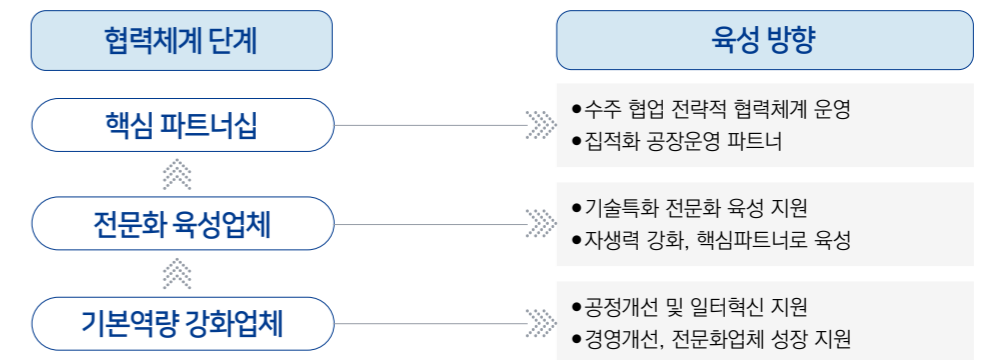 협력체계 단계
육성 방향
핵심 파트너십
●수주 협업 전략적 협력체계 운영
●집적화 공장운영 파트너
전문화 육성업체
●기술특화 전문화 육성 지원
●자생력 강화, 핵심파트너로 육성
기본역량 강화업체
●공정개선 및 일터혁신 지원
●경영개선, 전문화업체 성장 지원